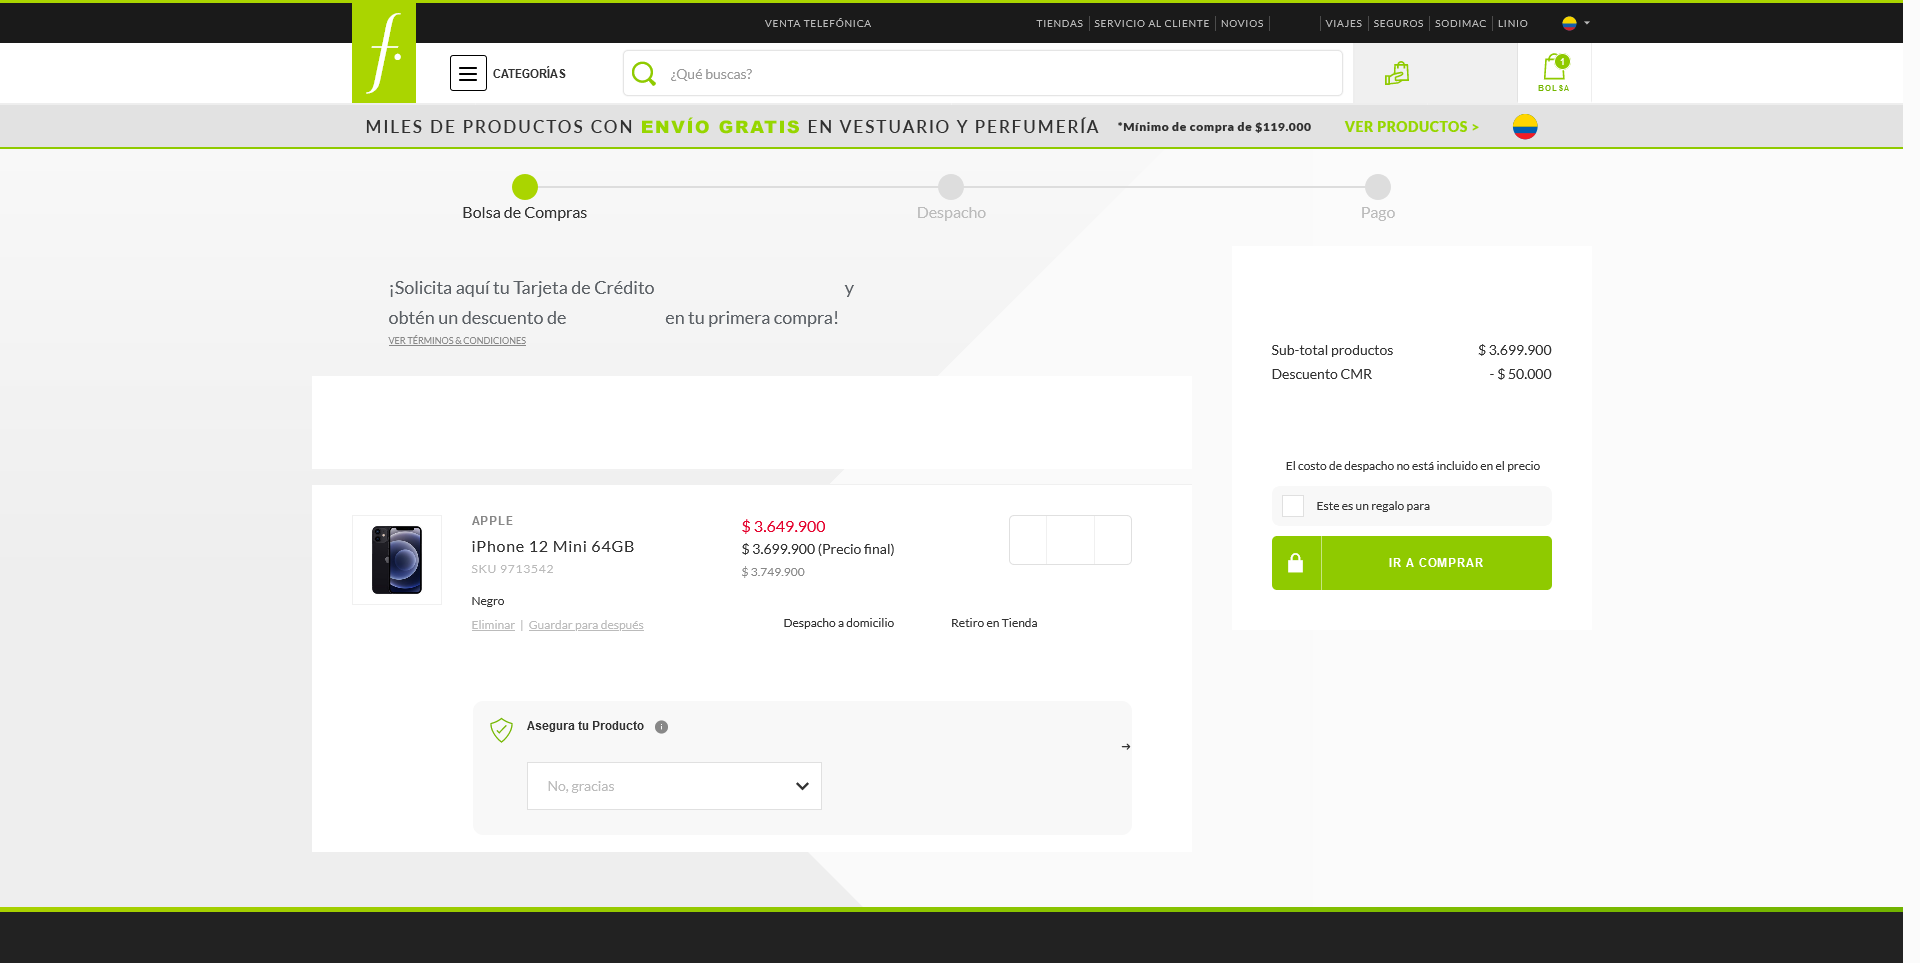 VENTA TELEFÓNICA
TIENDAS SERVICIO AL CLIENTE NOVIOS VIAJES SEGUROS SODIMAC LINIO
f.
CATEGORÍAS
¿Qué buscas?
1
BOLSA
MILES DE PRODUCTOS CON ENVÍO GRATIS EN VESTUARIO Y PERFUMERÍA *Mínimo de compra de $119.000 VER PRODUCTOS >
Bolsa de Compras
Despacho
Pago
¡Solicita aquí tu Tarjeta de Crédito y
obtén un descuento de en tu primera compra!
VER TÉRMINOS & CONDICIONES
Sub-total productos $ 3.699.900
Descuento CMR - $ 50.000
El costo de despacho no está incluido en el precio
Este es un regalo para
IR A COMPRAR
APPLE
iPhone 12 Mini 64GB
SKU 9713542
Negro
Eliminar | Guardar para después
$ 3.649.900
$ 3.699.900 (Precio final)
$ 3.749.900
Despacho a domicilio
Retiro en Tienda
Asegura tu Producto
No, gracias